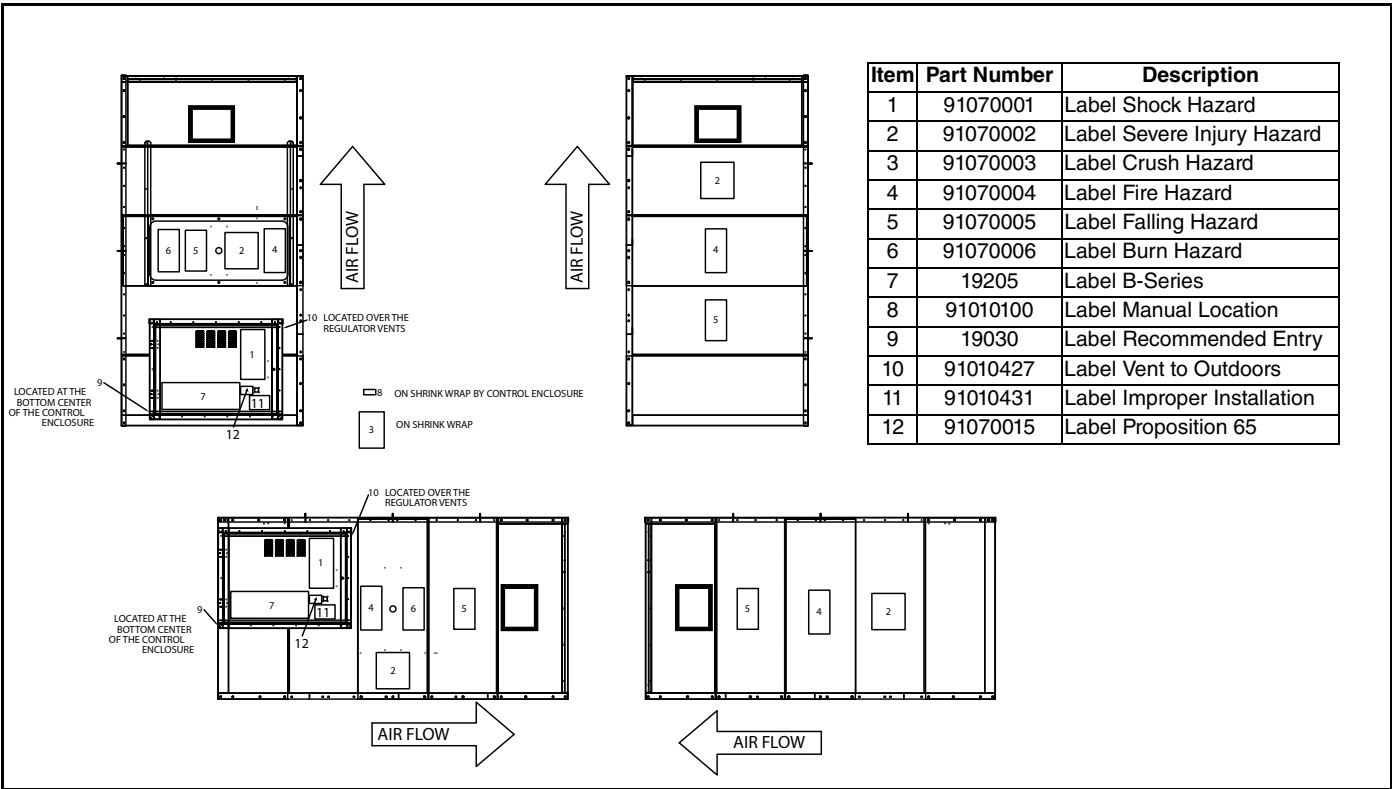 2
6
5
2
4
4
AIR FLOW
AIR FLOW
10 LOCATED OVER THE
REGULATOR VENTS
5
1
9
LOCATED AT THE
BOTTOM CENTER
OF THE CONTROL
ENCLOSURE
7
11
12
8 ON SHRINK WRAP BY CONTROL ENCLOSURE
3 ON SHRINK WRAP
Item Part Number Description
1 91070001 Label Shock Hazard
2 91070002 Label Severe Injury Hazard
3 91070003 Label Crush Hazard
4 91070004 Label Fire Hazard
5 91070005 Label Falling Hazard
6 91070006 Label Burn Hazard
7 19205 Label B-Series
8 91010100 Label Manual Location
9 19030 Label Recommended Entry
10 91010427 Label Vent to Outdoors
11 91010431 Label Improper Installation
12 91070015 Label Proposition 65
10 LOCATED OVER THE
REGULATOR VENTS
1
9
LOCATED AT THE
BOTTOM CENTER
OF THE CONTROL
ENCLOSURE
7
11
12
4
6
5
2
5
4
2
AIR FLOW
AIR FLOW